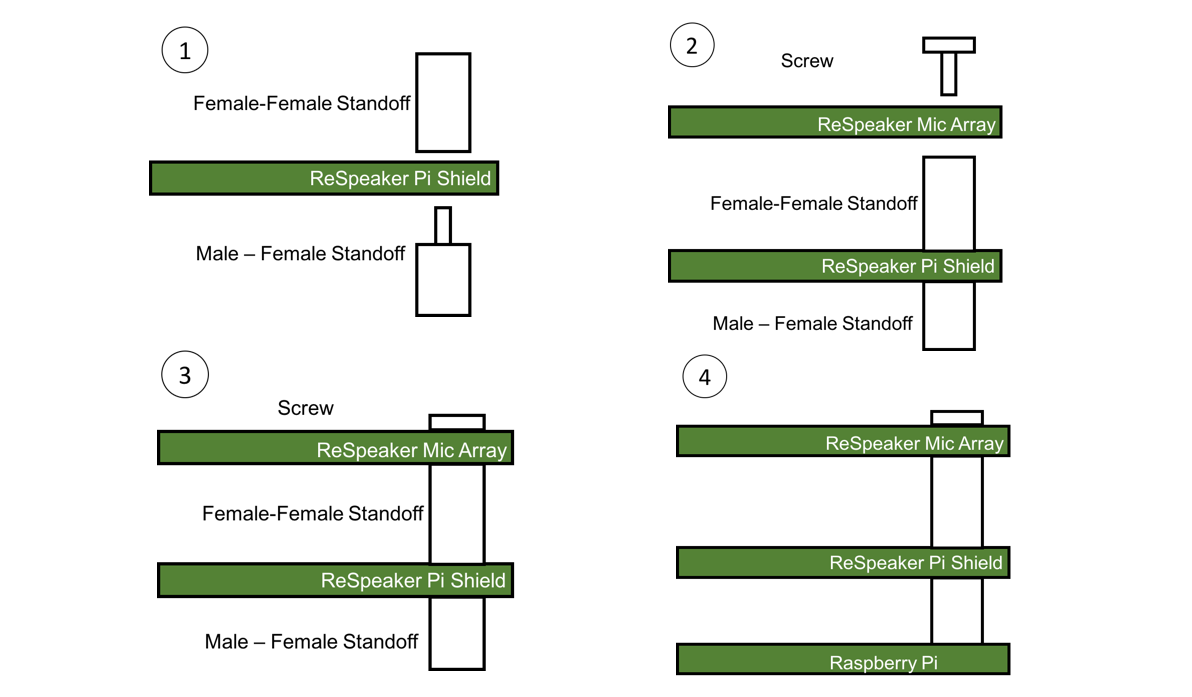 1
Female-Female Standoff
ReSpeaker Pi Shield
Male – Female Standoff
2
Screw
ReSpeaker Mic Array
Female-Female Standoff
ReSpeaker Pi Shield
Male – Female Standoff
3
Screw
ReSpeaker Mic Array
Female-Female Standoff
ReSpeaker Pi Shield
Male – Female Standoff
4
ReSpeaker Mic Array
ReSpeaker Pi Shield
Raspberry Pi